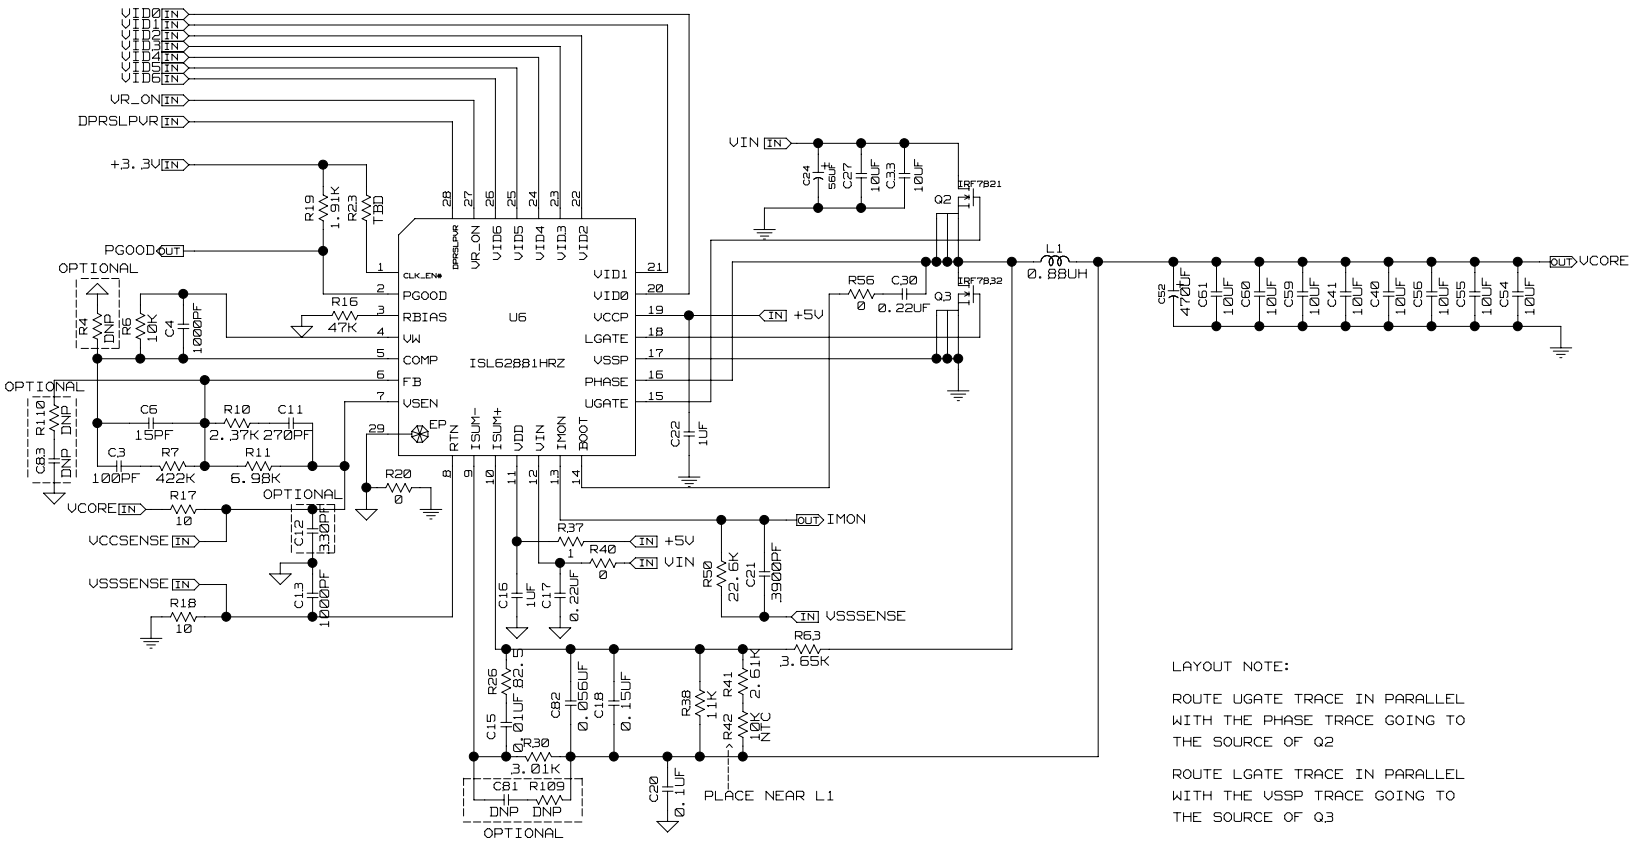 VID0 IN
VID1 IN
VID2 IN
VID3 IN
VID4 IN
VID5 IN
VID6 IN
VR_ON IN
DPRSLPVR IN
+3.3V IN
R19
1.91K
R23
TBD
PGOOD OUT
OPTIONAL
R4
DNP
R6
10K
C4
1000PF
R16
47K
28 27 26 25 24 23 22
DPRSLPVR
VR_ON
VID6
VID5
VID4
VID3
VID2
1 CLK_EN#
2 PGOOD
3 RBIAS
4 VW
5 COMP
6 FB
7 VSEN
29 EP
U6
ISL62881HRZ
VID1 21
VID0 20
VCCP 19
LGATE 18
VSSP 17
PHASE 16
UGATE 15
RTN
ISUM-
ISUM+
VDD
VIN
IMON
BOOT
8 9 10 11 12 13 14
VIN IN
C24
56UF
+
C27
10UF
C33
10UF
Q2
IRF7821
Q3
IRF7832
R56
0
C30
0.22UF
IN +5V
C22
1UF
L1
0.88UH
OUT VCORE
C52
470UF
+
C61
10UF
C60
10UF
C59
10UF
C41
10UF
C40
10UF
C56
10UF
C55
10UF
C54
10UF
OPTIONAL
R110
DNP
C83
DNP
C6
15PF
R10
2.37K
C11
270PF
C3
100PF
R7
422K
R11
6.98K
R20
0
OPTIONAL
C12
330PF
VCORE IN
R17
10
VCCSENSE IN
VSSSENSE IN
R18
10
C13
1000PF
R37
1
IN +5V
R40
0
IN VIN
C16
1UF
C17
0.22UF
OUT IMON
R50
22.6K
C21
3900PF
IN VSSSENSE
R63
3.65K
R26
82.5
C15
0.01UF
C82
0.056UF
C18
0.15UF
R38
11K
R41
2.61K
R42
10K
NTC
R30
3.01K
C81
DNP
R109
DNP
OPTIONAL
C20
0.1UF
PLACE NEAR L1
LAYOUT NOTE:
ROUTE UGATE TRACE IN PARALLEL
WITH THE PHASE TRACE GOING TO
THE SOURCE OF Q2
ROUTE LGATE TRACE IN PARALLEL
WITH THE VSSP TRACE GOING TO
THE SOURCE OF Q3